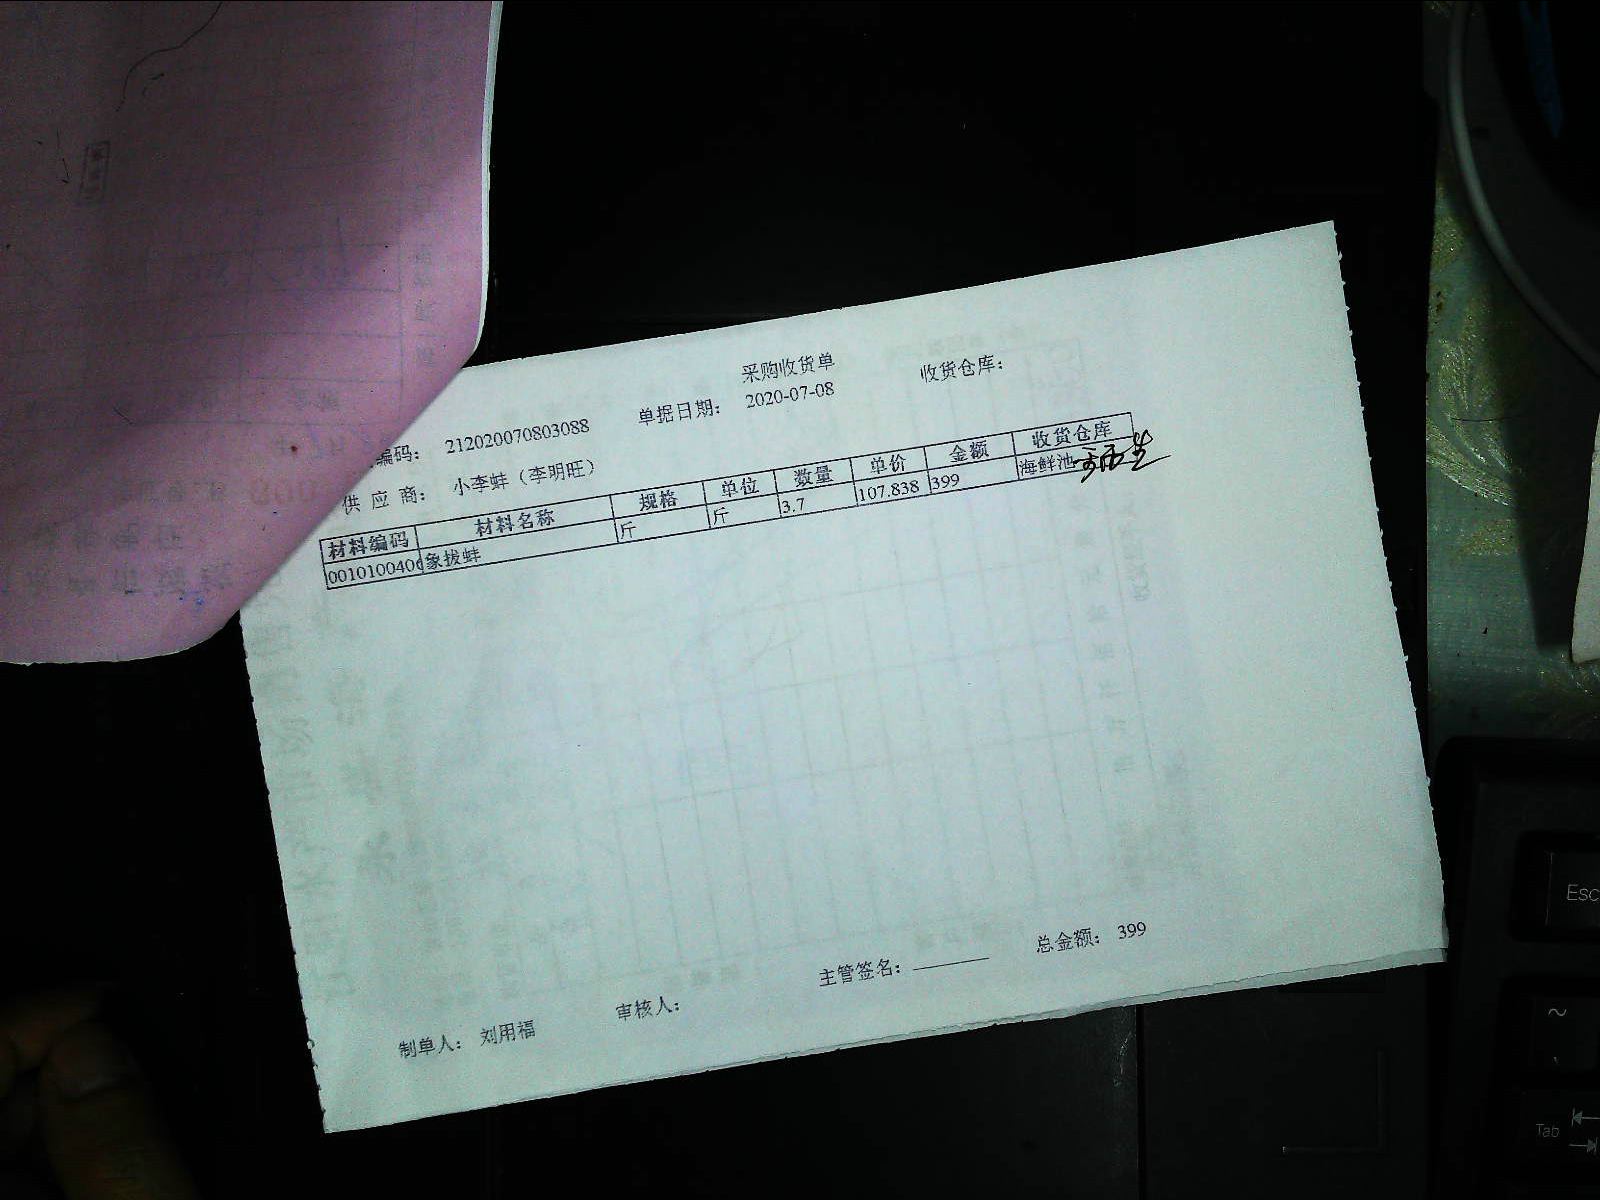 采购收货单
编码： 212020070803088 单据日期： 2020-07-08 收货仓库：
供 应 商： 小李蚌（李明旺）
材料编码 材料名称 规格 单位 数量 单价 金额 收货仓库
001010040 象拔蚌 斤 斤 3.7 107.838 399 海鲜池
总金额： 399
制单人： 刘用福 审核人： 主管签名：
Esc
~
Tab